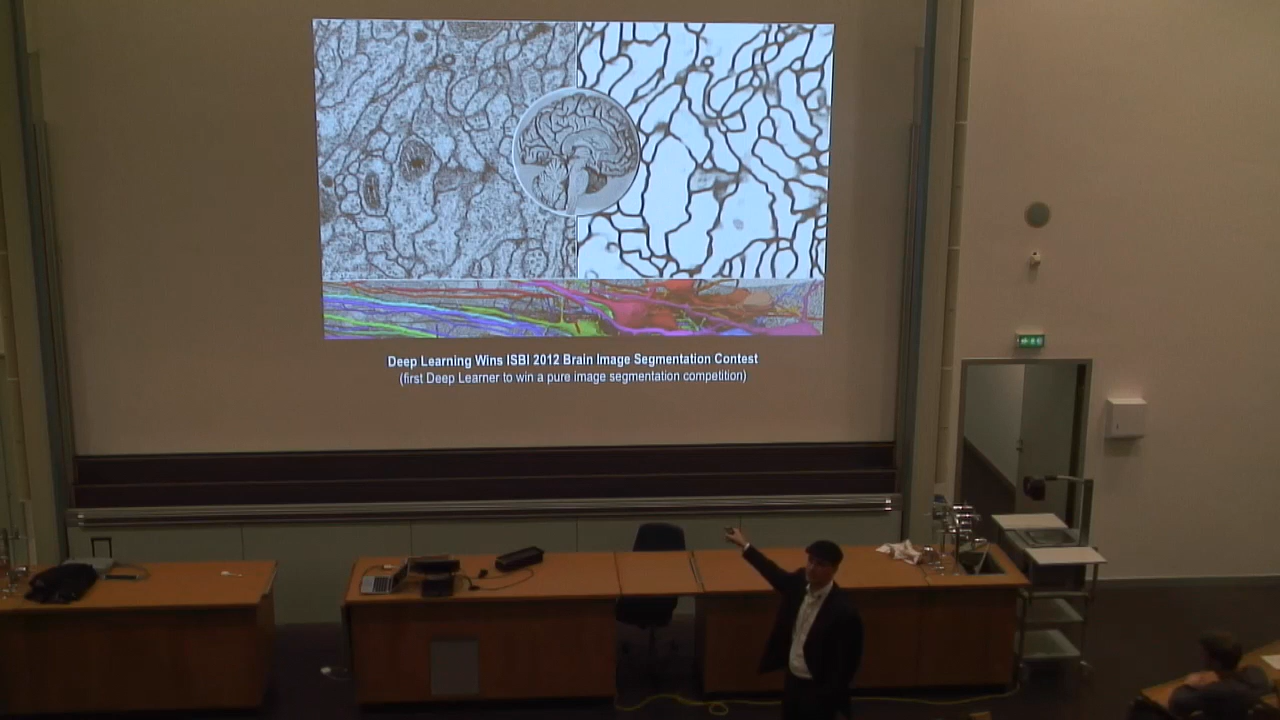 Deep Learning Wins ISBI 2012 Brain Image Segmentation Contest
(first Deep Learner to win a pure image segmentation competition)